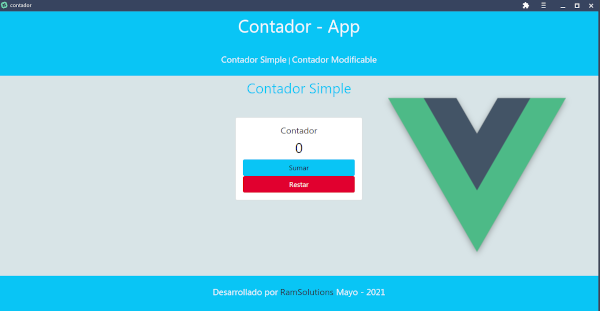 contador
Contador - App
Contador Simple | Contador Modificable
Contador Simple
Contador
0
Sumar
Restar
Desarrollado por RamSolutions Mayo - 2021